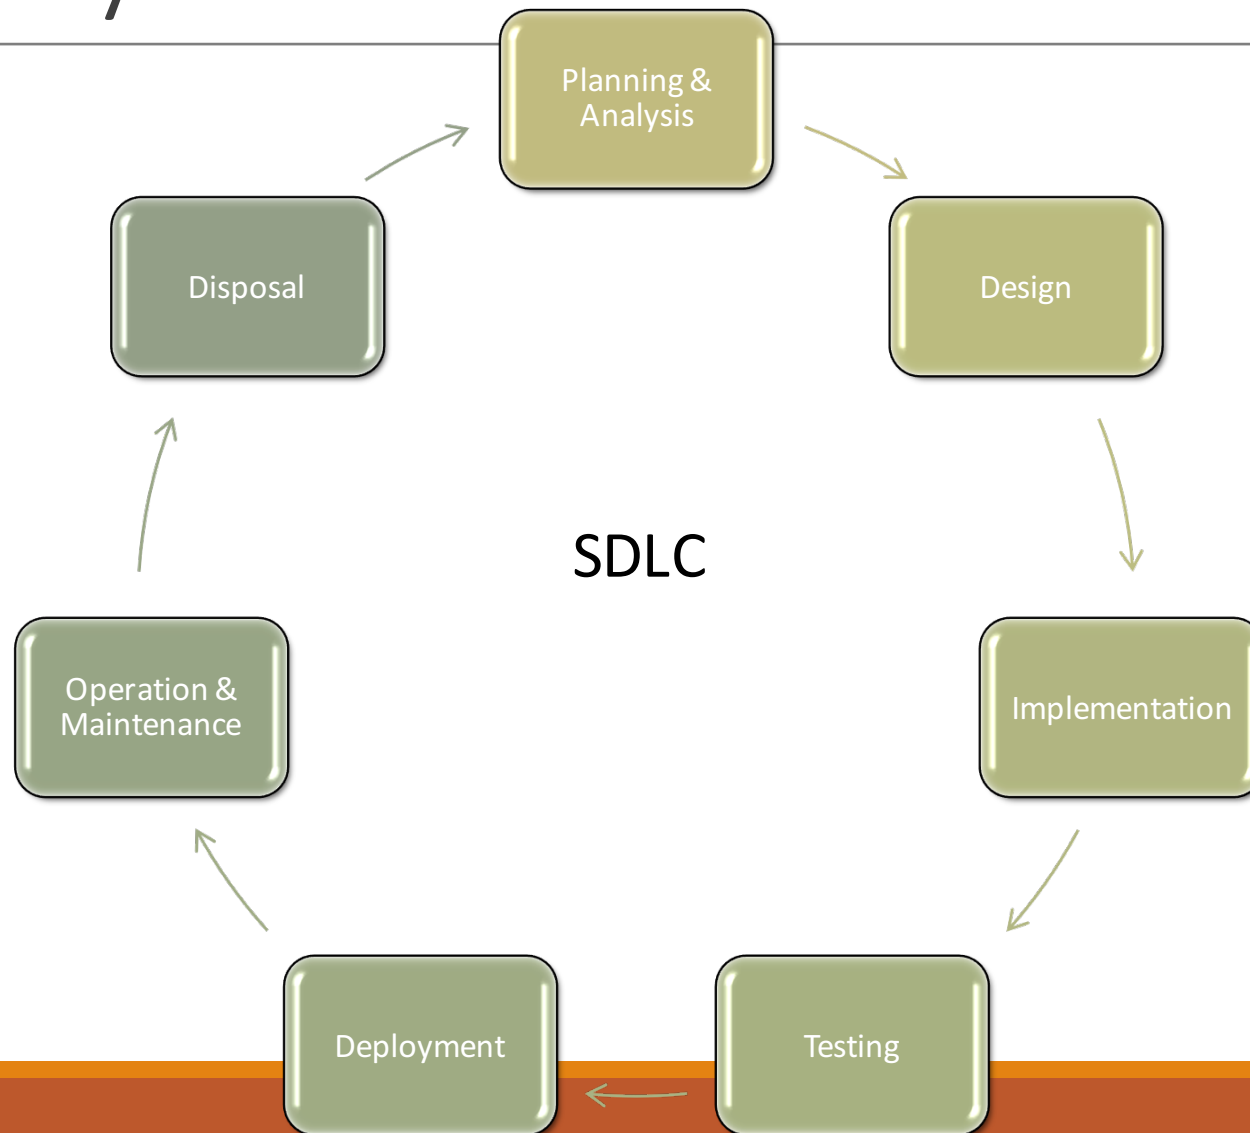 Planning &
Analysis
Disposal
Design
SDLC
Operation &
Maintenance
Implementation
Deployment
Testing